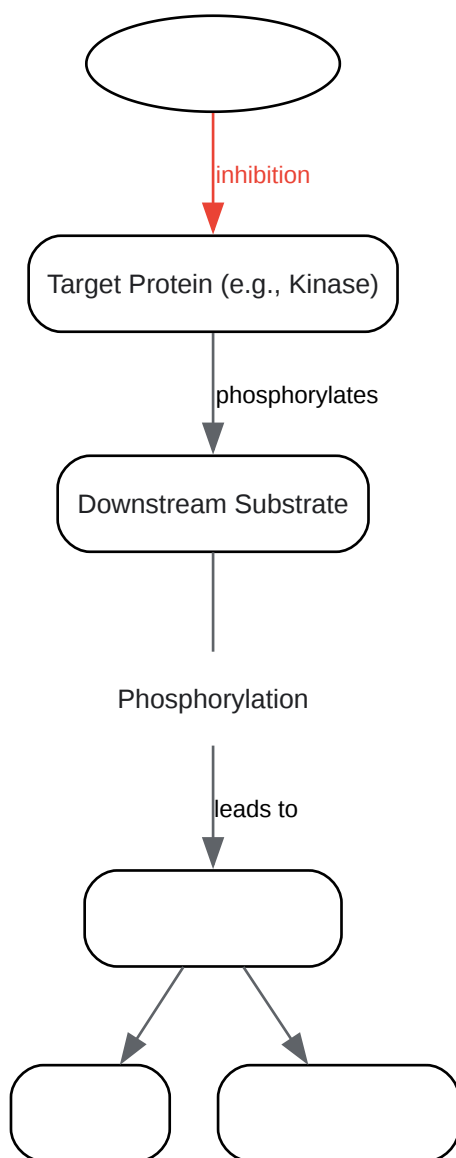 inhibition
Target Protein (e.g., Kinase)
phosphorylates
Downstream Substrate
Phosphorylation
leads to